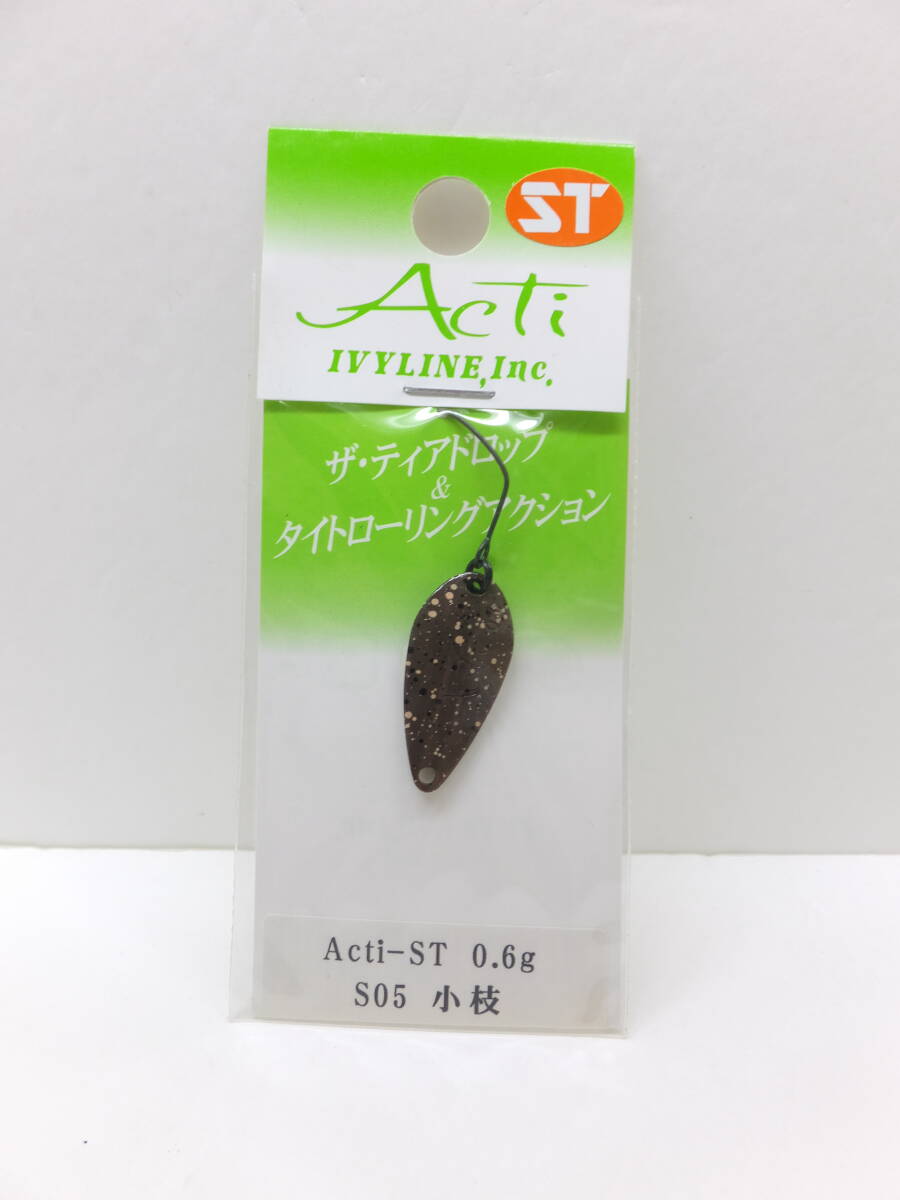 ST
Acti
IVYLINE,Inc.
ザ・ティアドロップ
&
タイトローリングアクション
Acti-ST 0.6g
S05 小枝